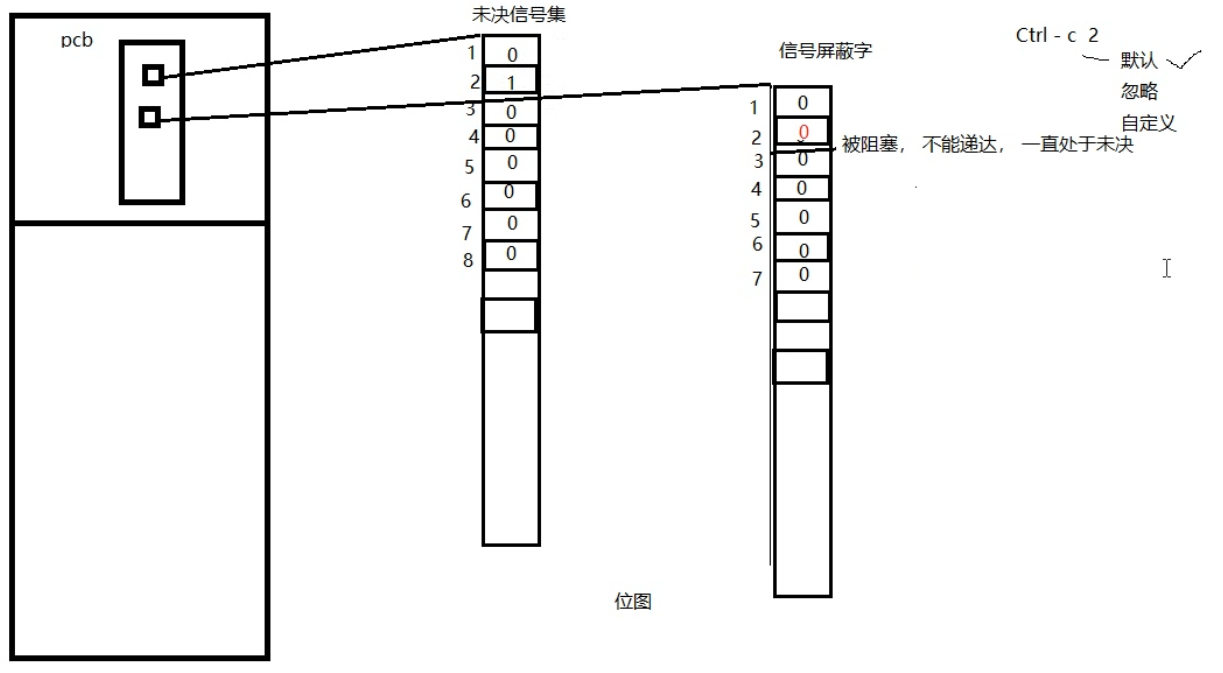 未决信号集
pcb
1 0
2 1
3 0
4 0
5 0
6 0
7 0
8 0
信号屏蔽字
1 0
2 0
3 0
4 0
5 0
6 0
7 0
被阻塞, 不能递达, 一直处于未决
Ctrl - c 2
默认
忽略
自定义
位图